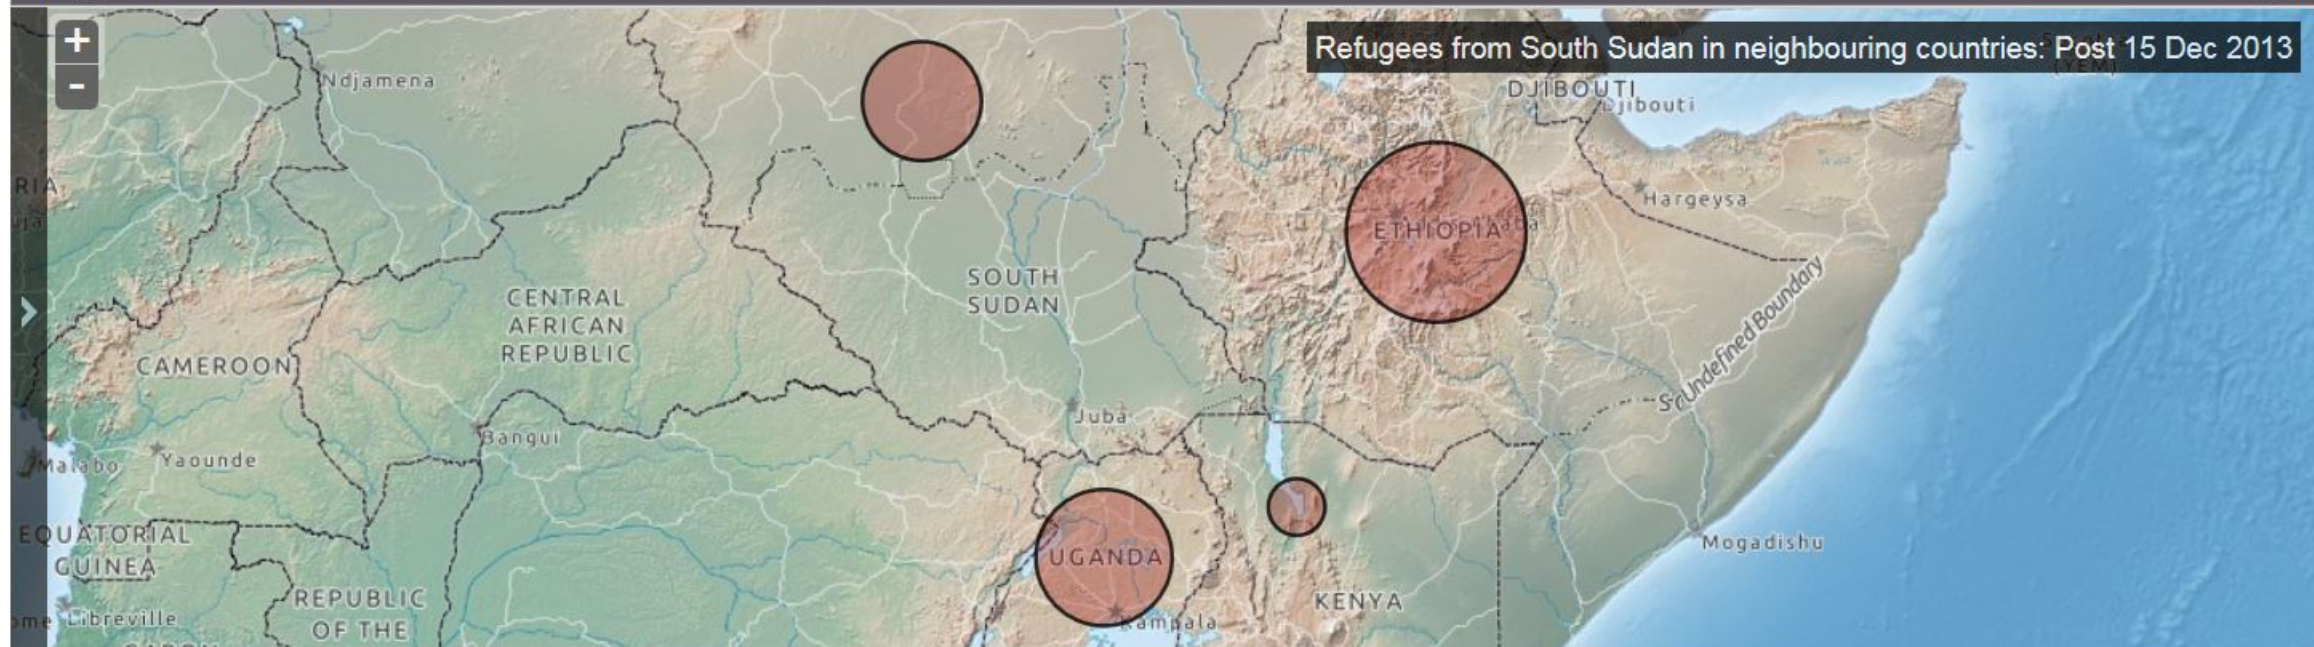 +
Refugees from South Sudan in neighbouring countries: Post 15 Dec 2013
-
Ndjamena
DJIBOUTI
Djibouti
Hargeysa
ETHIOPIA
SOUTH
SUDAN
CENTRAL
AFRICAN
REPUBLIC
Undefined Boundary
CAMEROON
Juba
Bangui
Malabo
Yaounde
EQUATORIAL
GUINEA
UGANDA
Mogadishu
REPUBLIC
OF THE
KENYA
Libreville
Kampala